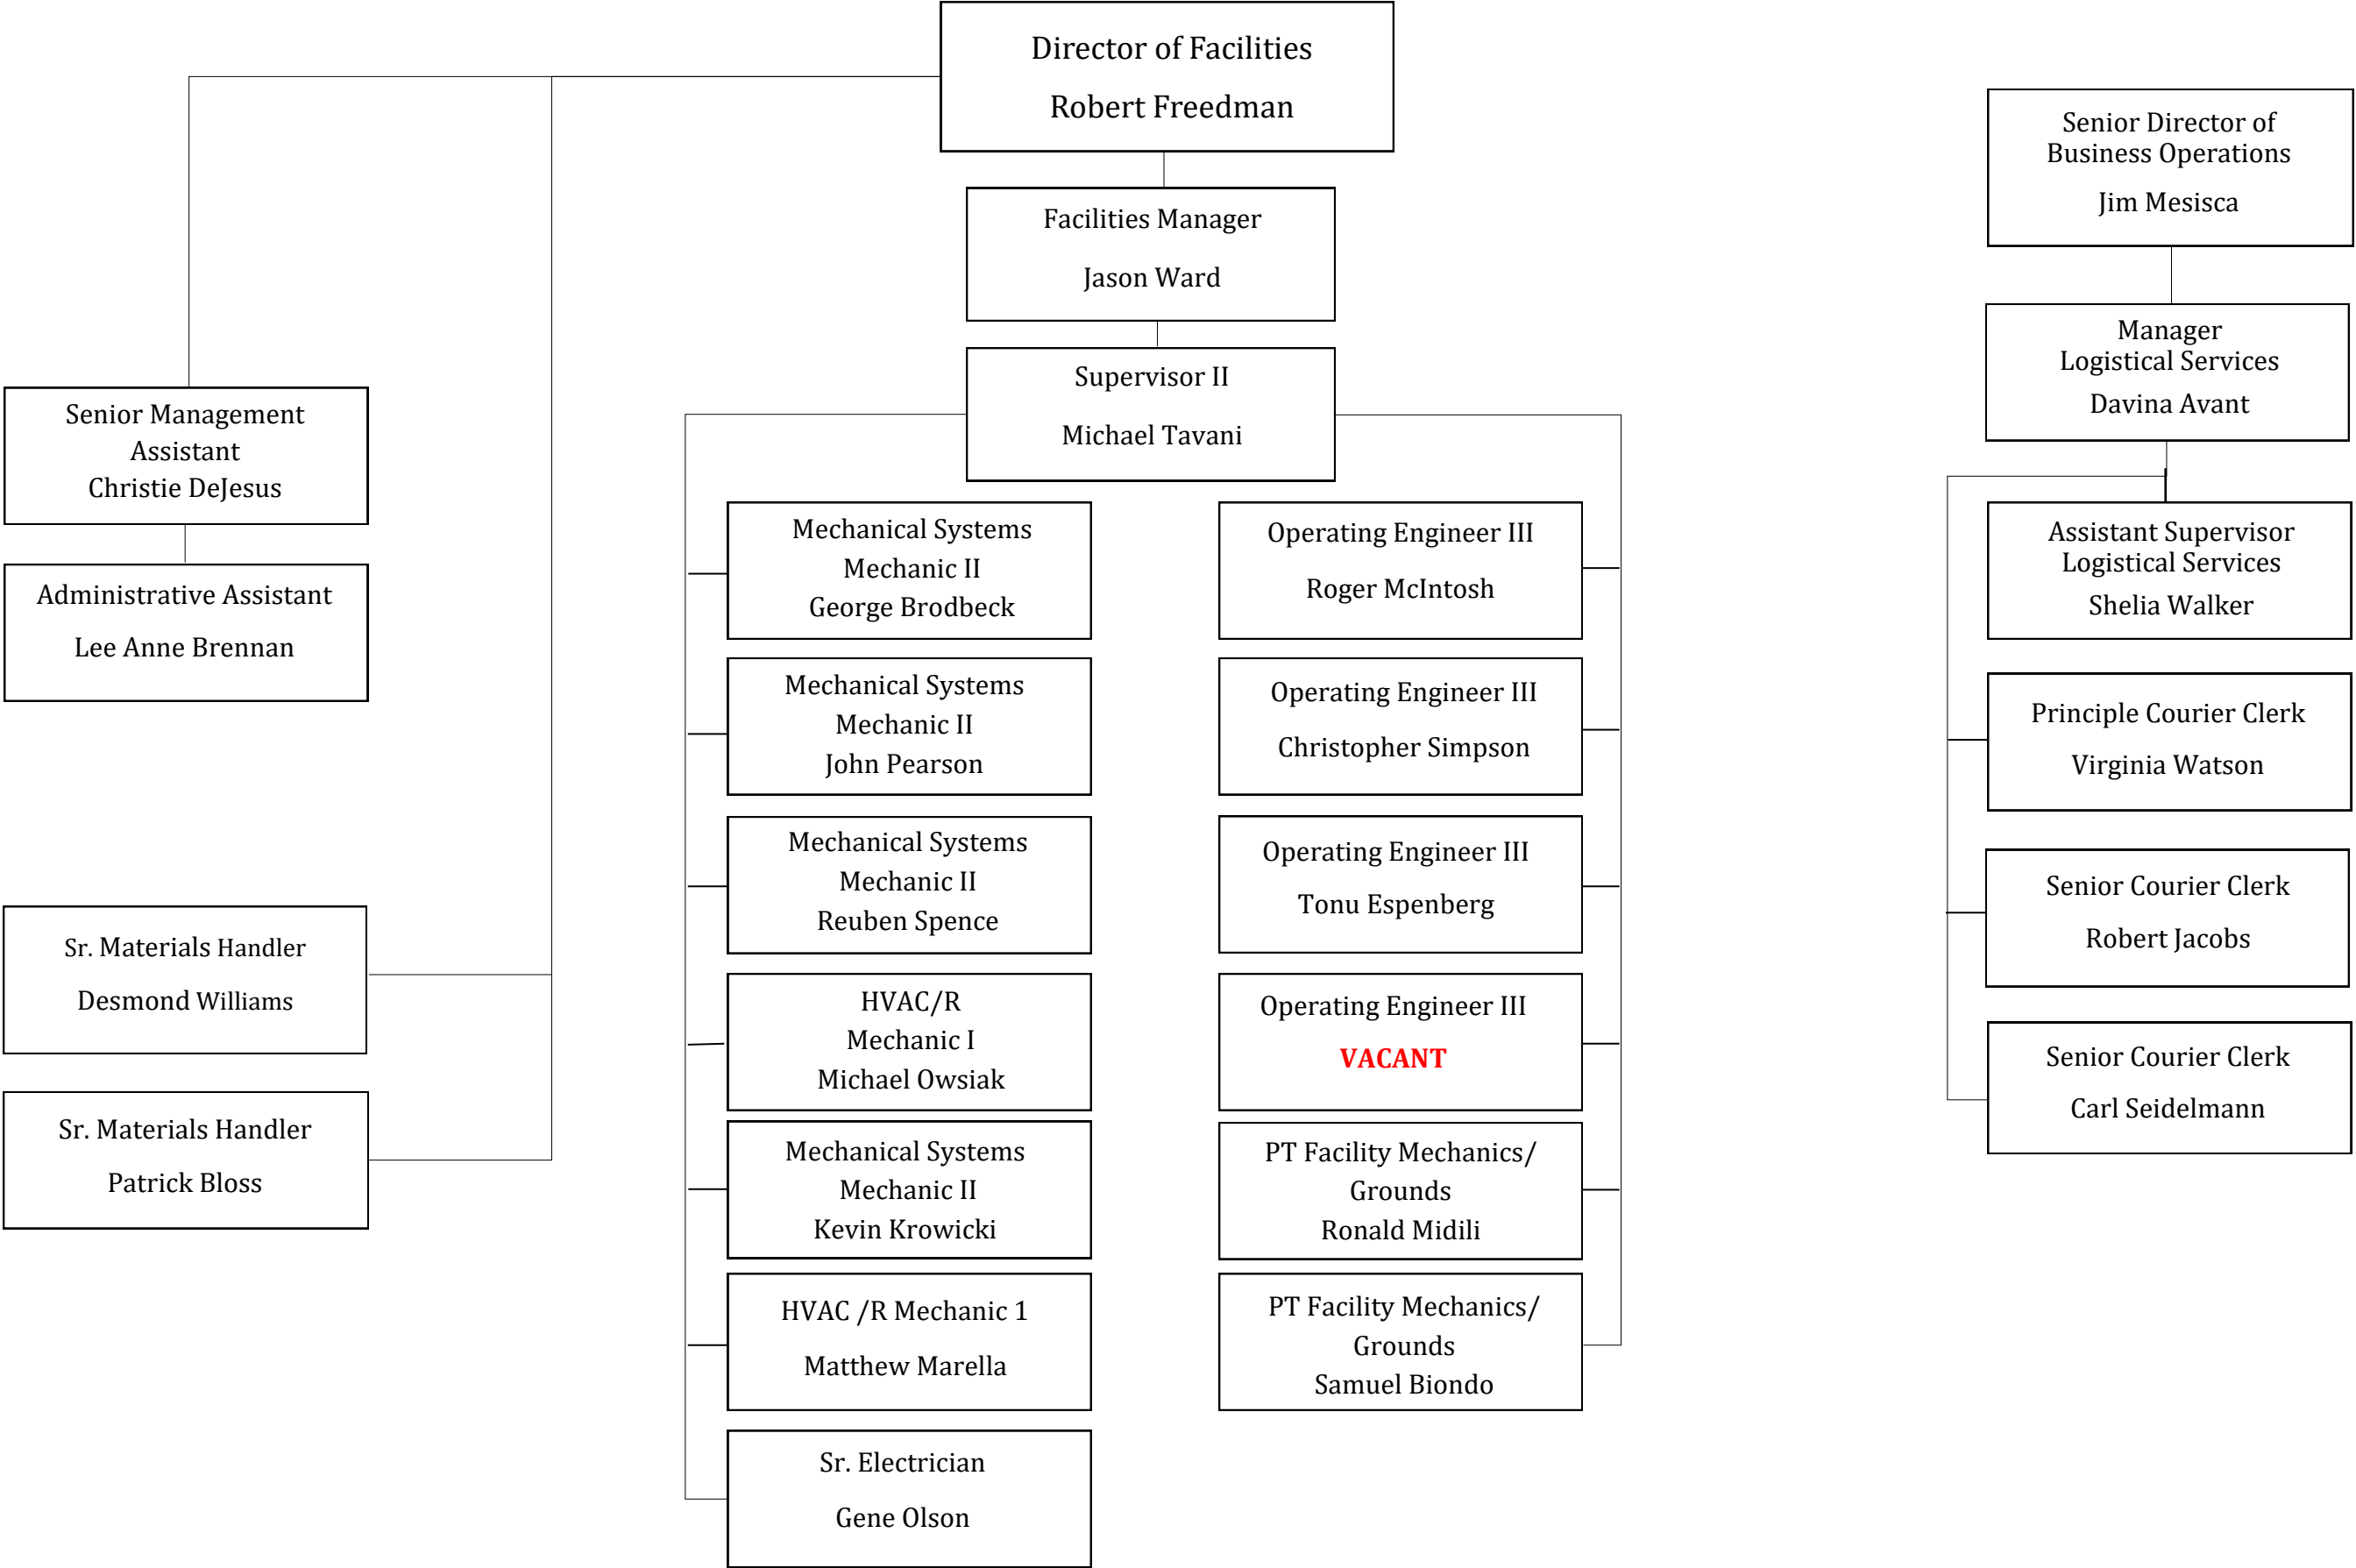 Director of Facilities
Robert Freedman
Facilities Manager
Jason Ward
Supervisor II
Michael Tavani
Senior Management
Assistant
Christie DeJesus
Administrative Assistant
Lee Anne Brennan
Sr. Materials Handler
Desmond Williams
Sr. Materials Handler
Patrick Bloss
Mechanical Systems
Mechanic II
George Brodbeck
Mechanical Systems
Mechanic II
John Pearson
Mechanical Systems
Mechanic II
Reuben Spence
HVAC/R
Mechanic I
Michael Owsiak
Mechanical Systems
Mechanic II
Kevin Krowicki
HVAC /R Mechanic 1
Matthew Marella
Sr. Electrician
Gene Olson
Operating Engineer III
Roger McIntosh
Operating Engineer III
Christopher Simpson
Operating Engineer III
Tonu Espenberg
Operating Engineer III
VACANT
PT Facility Mechanics/
Grounds
Ronald Midili
PT Facility Mechanics/
Grounds
Samuel Biondo
Senior Director of
Business Operations
Jim Mesisca
Manager
Logistical Services
Davina Avant
Assistant Supervisor
Logistical Services
Shelia Walker
Principle Courier Clerk
Virginia Watson
Senior Courier Clerk
Robert Jacobs
Senior Courier Clerk
Carl Seidelmann